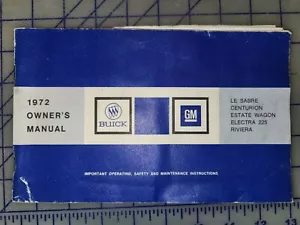 1972
OWNER'S
MANUAL
BUICK
GM
LE SABRE
CENTURION
ESTATE WAGON
ELECTRA 225
RIVIERA
IMPORTANT OPERATING, SAFETY AND MAINTENANCE INSTRUCTIONS